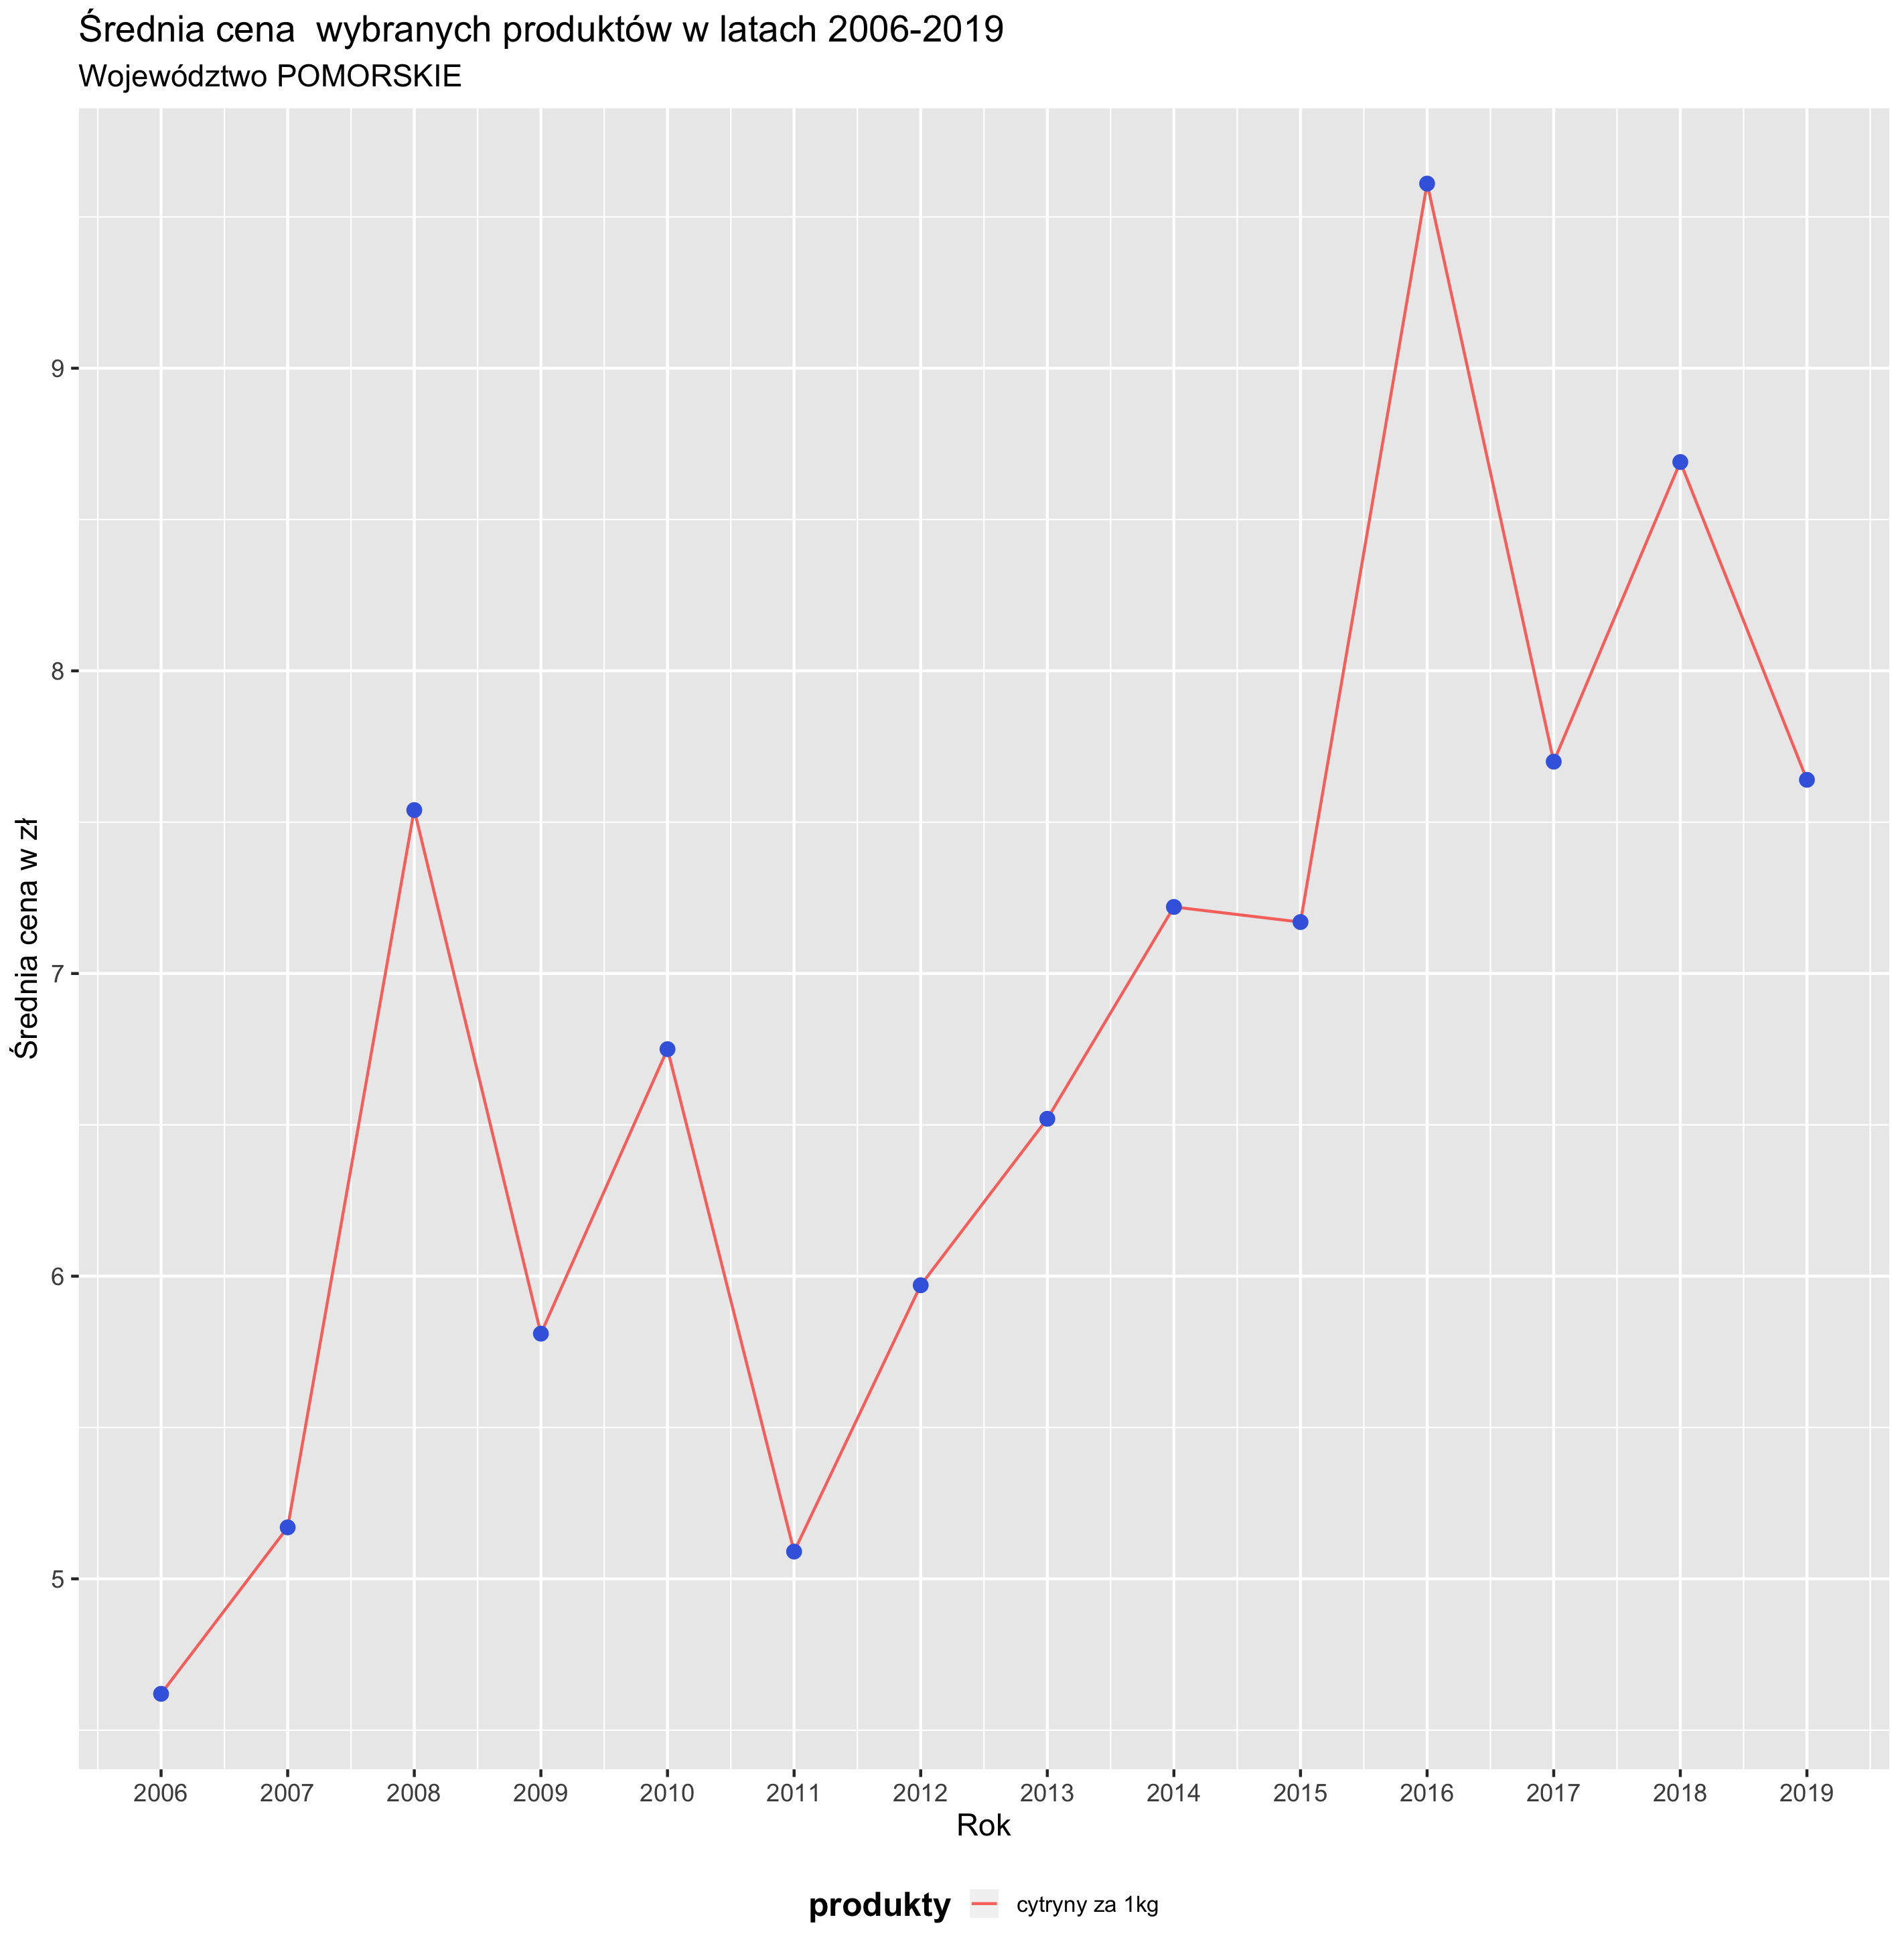 Średnia cena  wybranych produktów w latach 2006-2019
Województwo POMORSKIE
Średnia cena w zł
9
8
7
6
5
2006 2007 2008 2009 2010 2011 2012 2013 2014 2015 2016 2017 2018 2019
Rok
produkty cytryny za 1kg